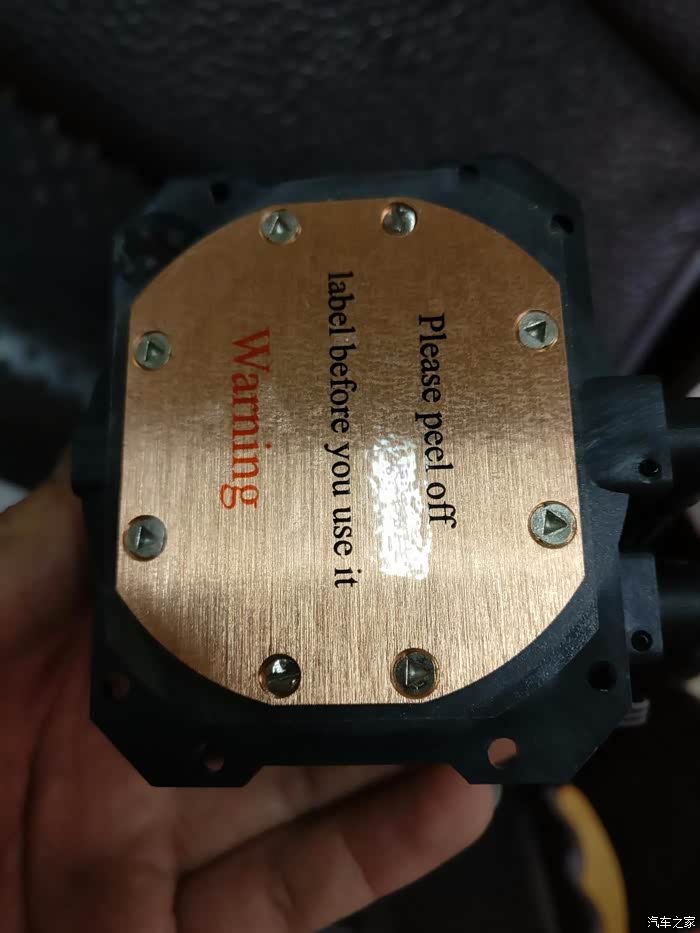 Please peel off
label before you use it
Warning
汽车之家